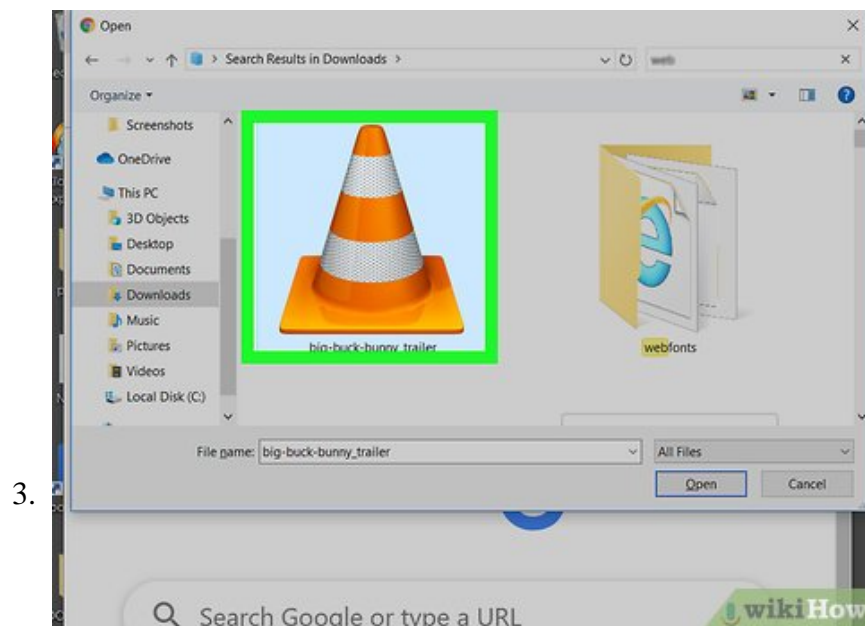 Open
Search Results in Downloads
web
Organize
Screenshots
OneDrive
This PC
3D Objects
Desktop
Documents
Downloads
Music
Pictures
Videos
Local Disk (C:)
big-buck-bunny_trailer
webfonts
File name: big-buck-bunny_trailer
All Files
Open
Cancel
3.
Search Google or type a URL
wikiHow